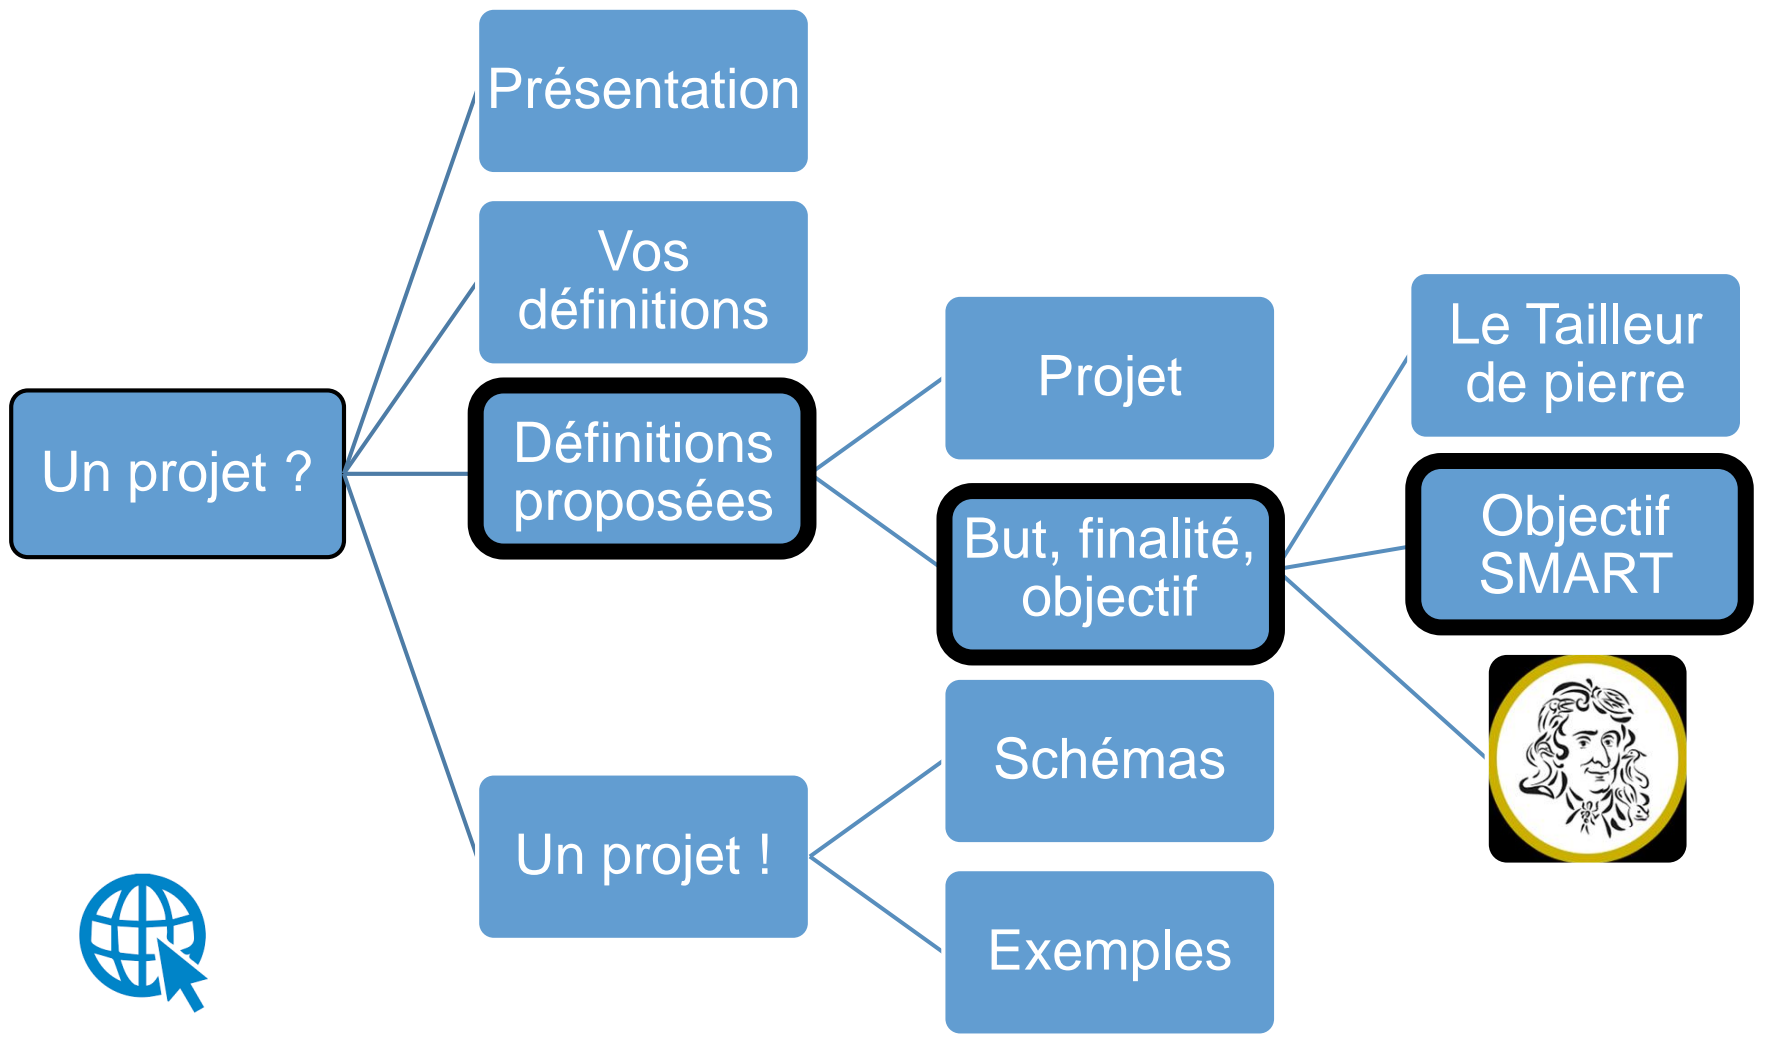 Présentation
Vos
définitions
Un projet ?
Définitions
proposées
Projet
But, finalité,
objectif
Le Tailleur
de pierre
Objectif
SMART
Un projet !
Schémas
Exemples